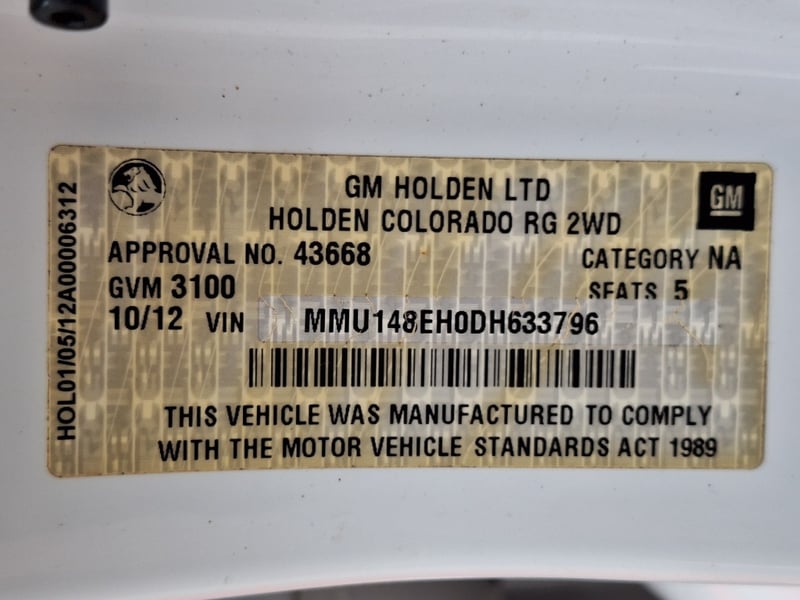 GM HOLDEN LTD
HOLDEN COLORADO RG 2WD
GM
APPROVAL NO. 43668
CATEGORY NA
GVM 3100
SEATS 5
10/12 VIN MMU148EH0DH633796
THIS VEHICLE WAS MANUFACTURED TO COMPLY
WITH THE MOTOR VEHICLE STANDARDS ACT 1989
HOL01/05/12A00006312